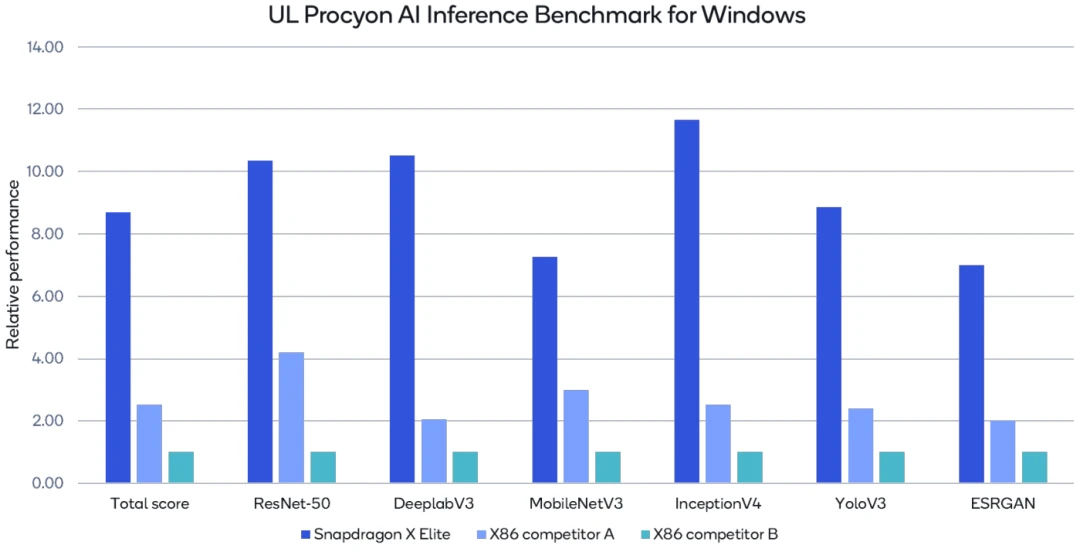 UL Procyon AI Inference Benchmark for Windows
Relative performance
14.00
12.00
10.00
8.00
6.00
4.00
2.00
0.00
Total score ResNet-50 DeeplabV3 MobileNetV3 InceptionV4 YoloV3 ESRGAN
Snapdragon X Elite X86 competitor A X86 competitor B